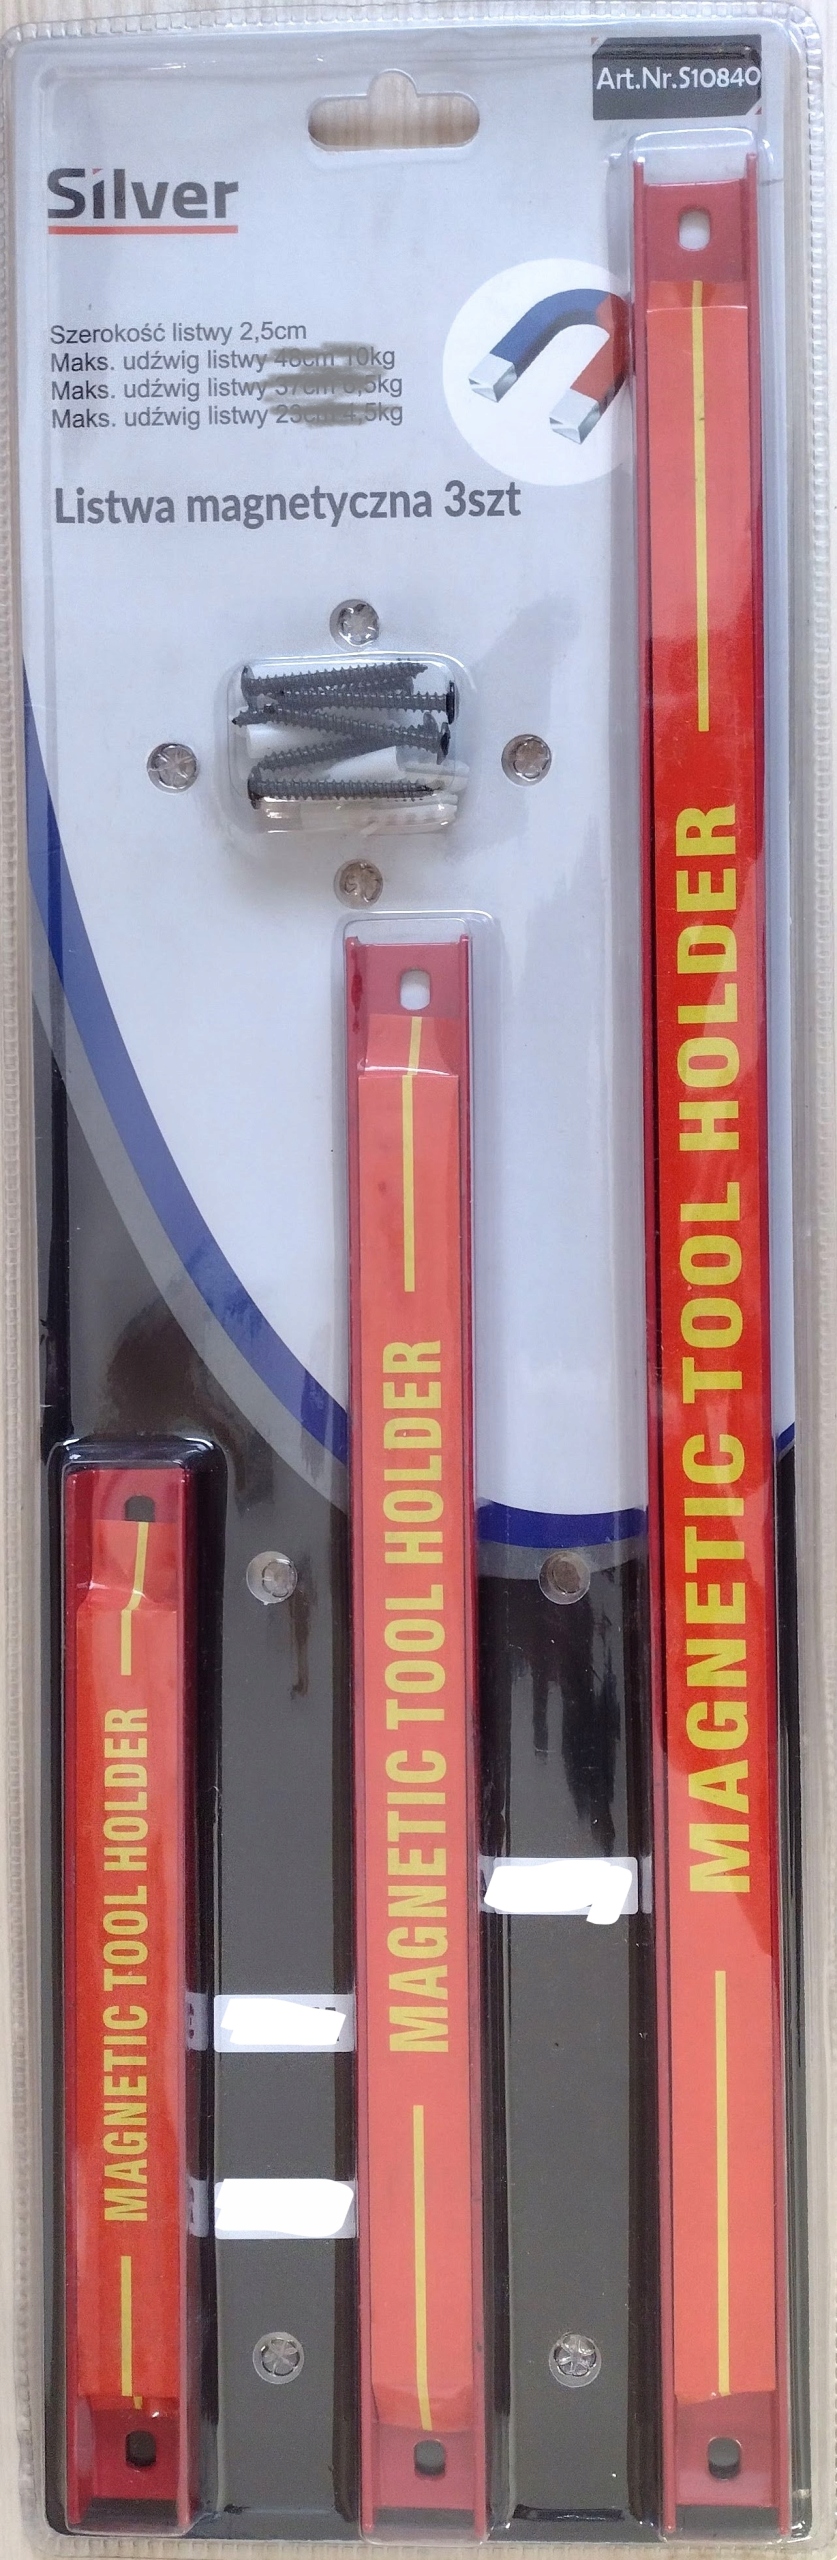 Art.Nr.S10840
Silver
Szerokość listwy 2,5cm
Maks. udźwig listwy 10kg
Maks. udźwig listwy
Maks. udźwig listwy
Listwa magnetyczna 3szt
MAGNETIC TOOL HOLDER
MAGNETIC TOOL HOLDER
MAGNETIC TOOL HOLDER